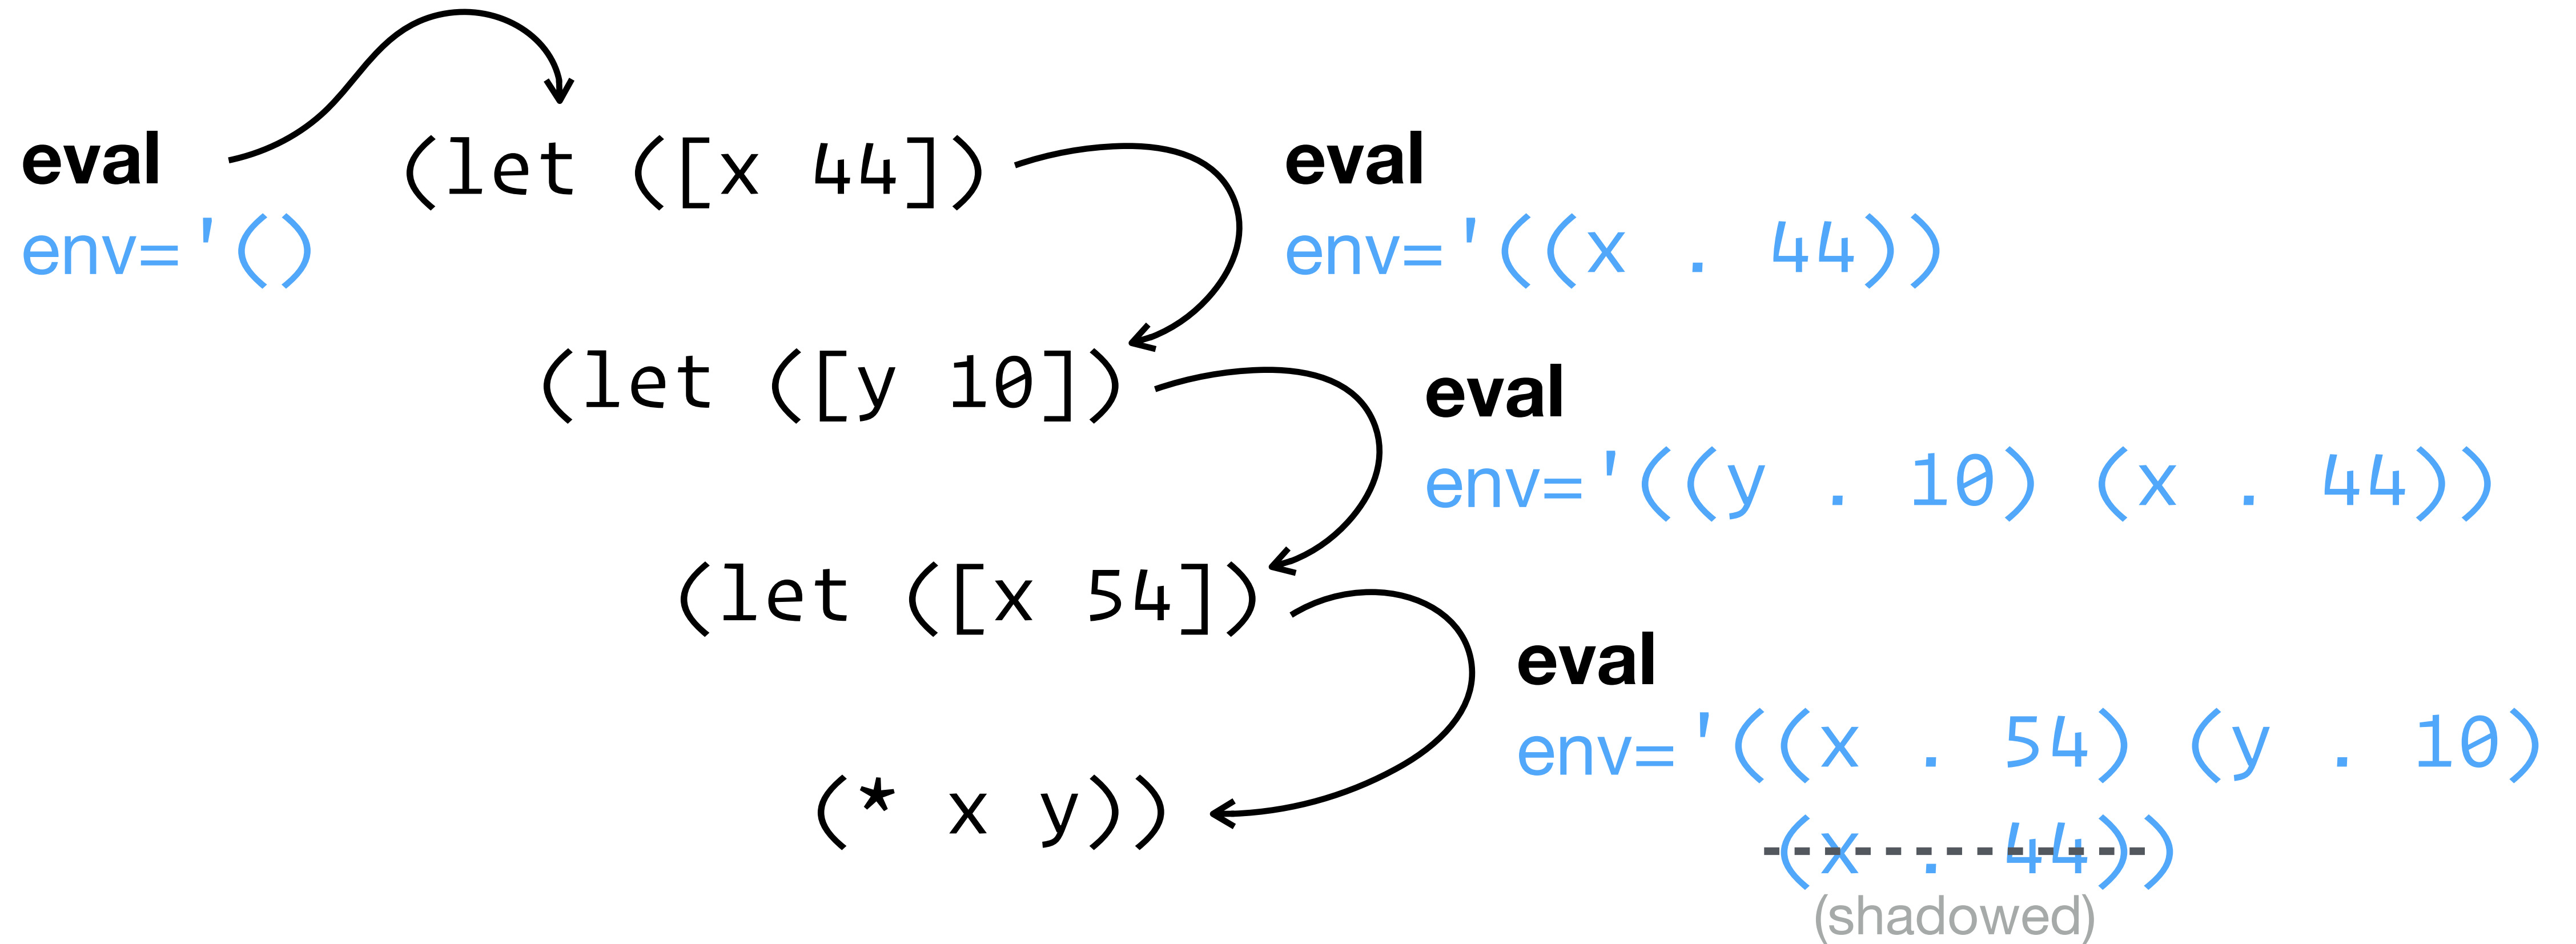 eval
env='()
(let ([x 44])
eval
env='((x . 44))
(let ([y 10])
eval
env='((y . 10) (x . 44))
(let ([x 54])
eval
env='((x . 54) (y . 10)
(x . 44))
(shadowed)
(* x y))